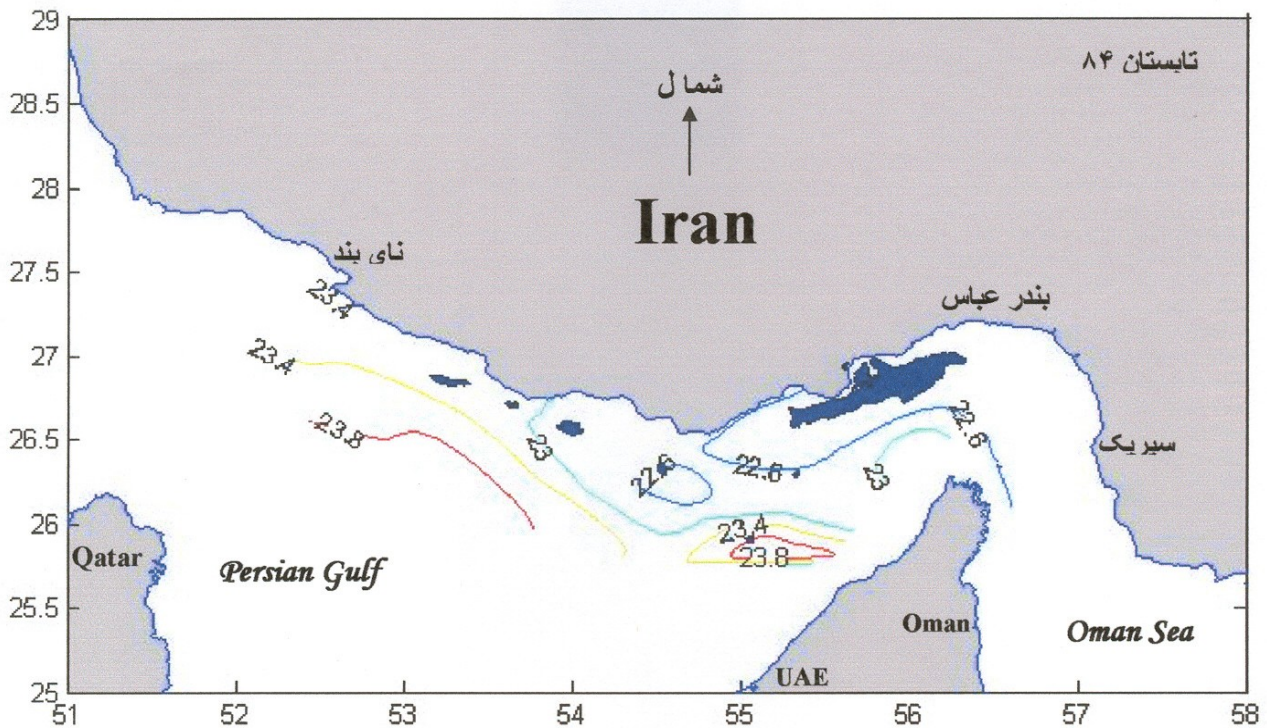 29
تابستان ۸۴
28.5
شمال
28
Iran
27.5
نای بند
23.4
بندر عباس
27
23.4
26.5
23.8
23
22.6
22.6
22.6
23
سیریک
26
23.4
23.8
Qatar
Persian Gulf
25.5
Oman
Oman Sea
UAE
25
51
52
53
54
55
56
57
58